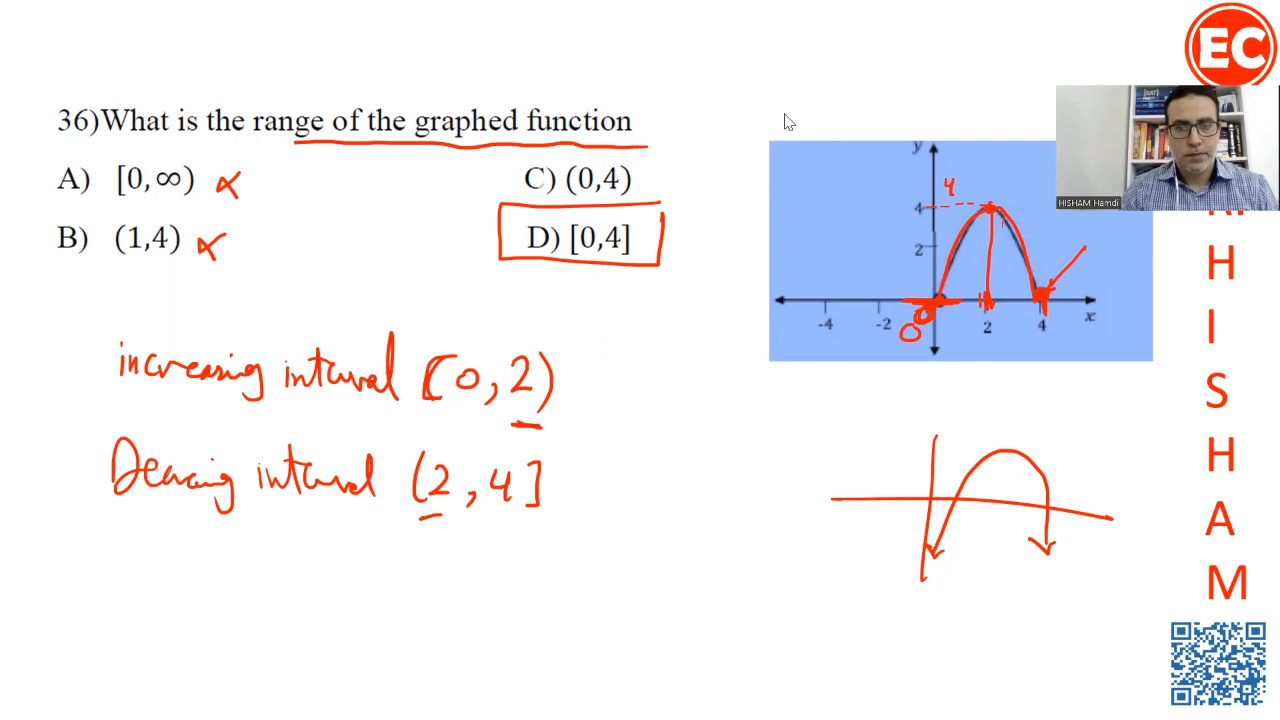 EC
36)What is the range of the graphed function
A) [0,∞) ∝
C) (0,4)
B) (1,4) ∝
D) [0,4]
HISHAM Hamdi
y
4
4
2
-4
-2
2
4
x
0
increasing interval [0, 2)
interval (2, 4]
H
I
S
H
A
M